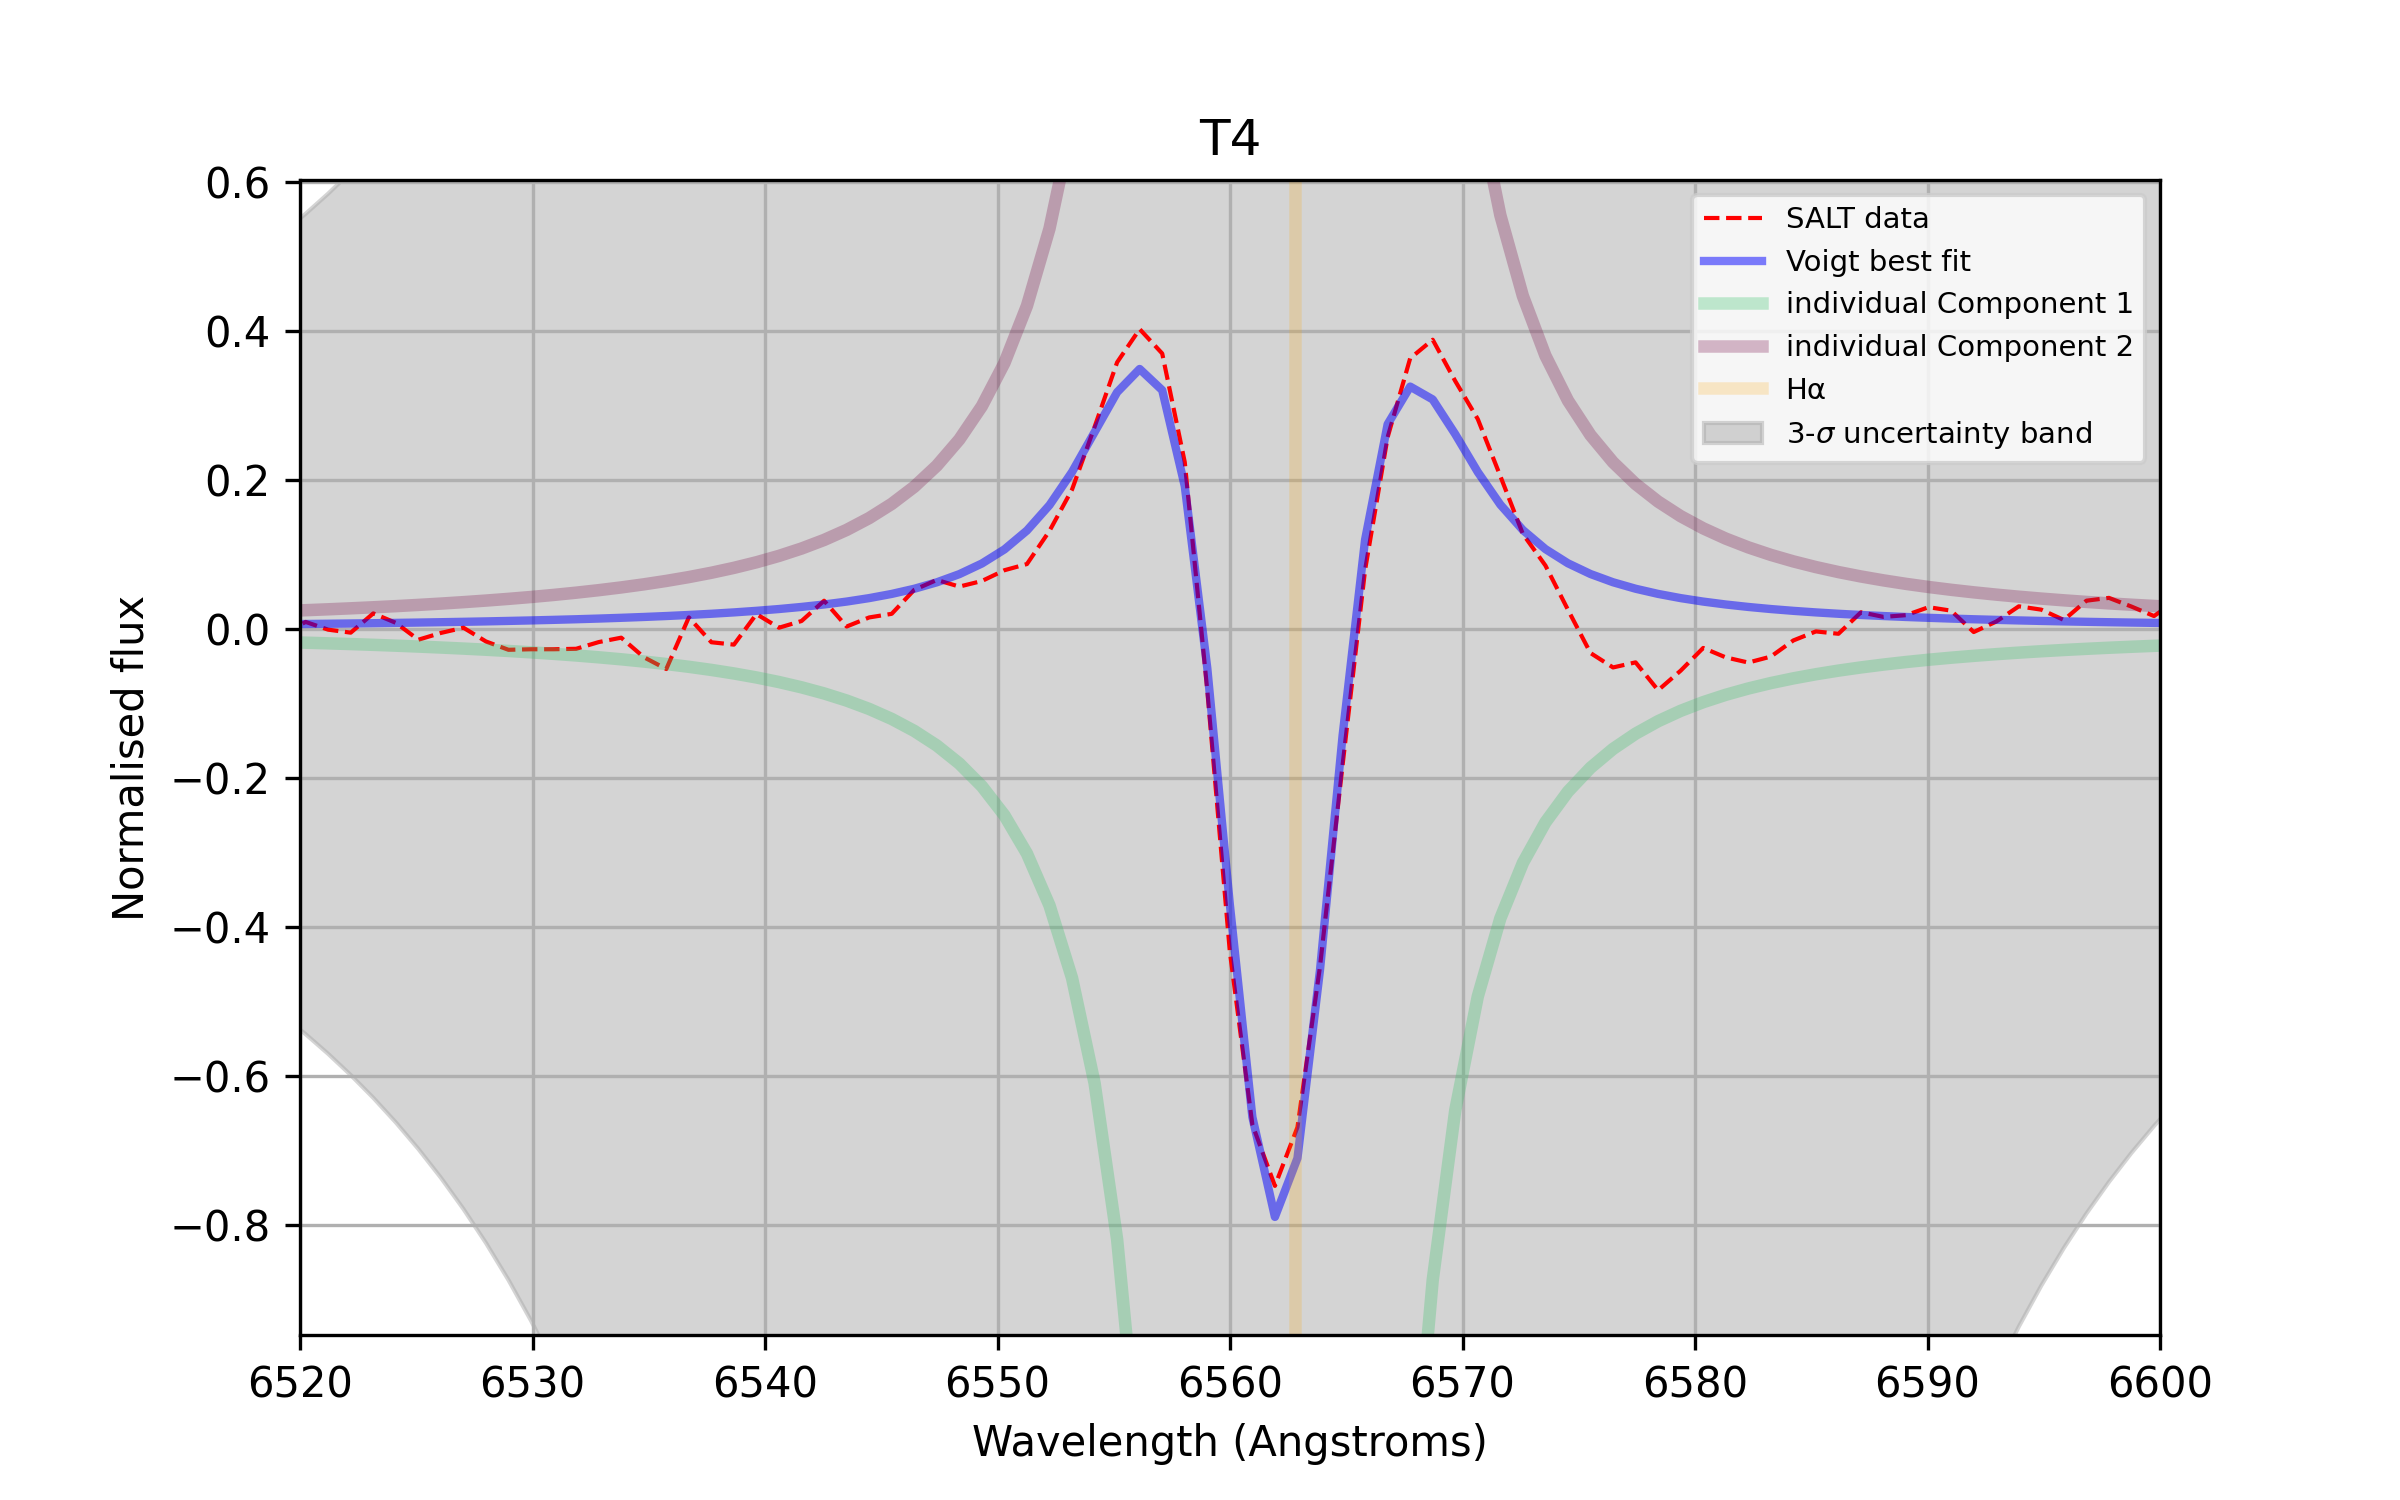 T4
0.6
0.4
0.2
0.0
−0.2
−0.4
−0.6
−0.8
Normalised flux
SALT data
Voigt best fit
individual Component 1
individual Component 2
Hα
3-σ uncertainty band
6520 6530 6540 6550 6560 6570 6580 6590 6600
Wavelength (Angstroms)